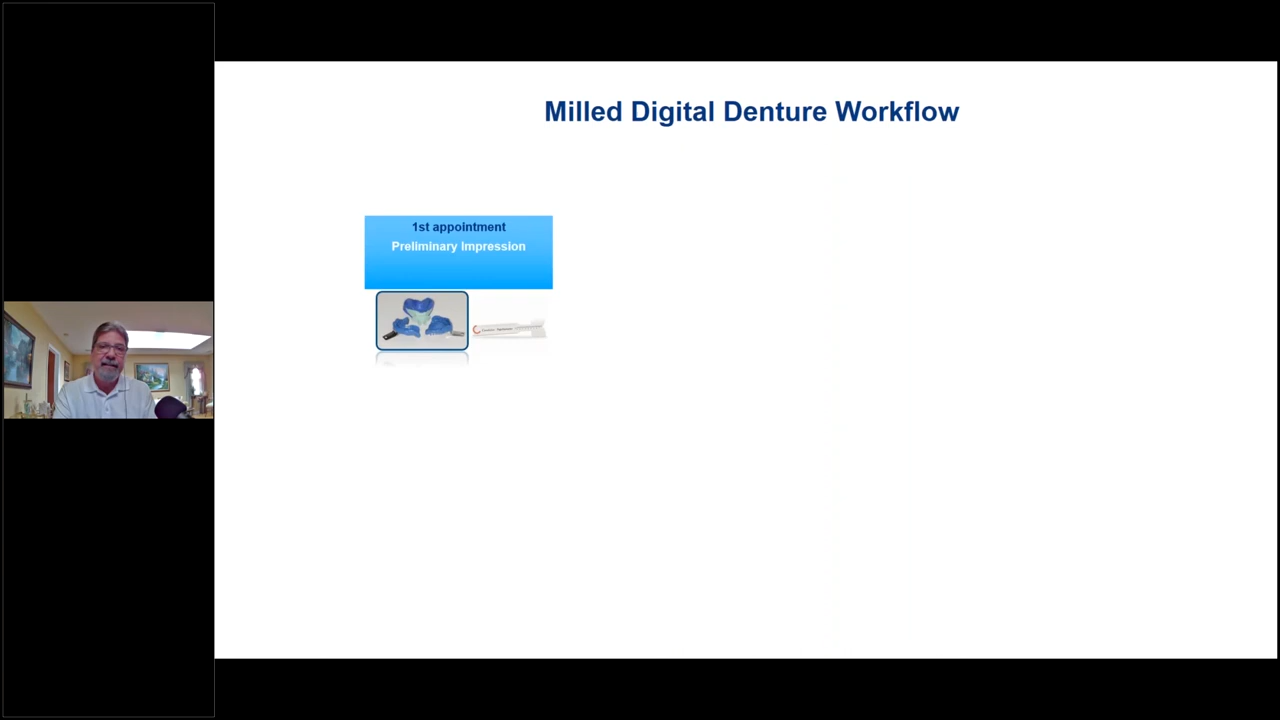 Milled Digital Denture Workflow
1st appointment
Preliminary Impression